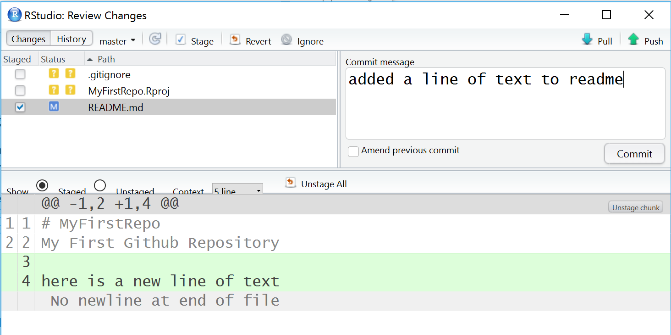 RStudio: Review Changes
Changes History master Stage Revert Ignore Pull Push
Staged Status Path
? ? .gitignore
? ? MyFirstRepo.Rproj
M README.md
Commit message
added a line of text to readme
Amend previous commit
Commit
Show Staged Unstaged Context 5 line Unstage All
@@ -1,2 +1,4 @@ Unstage chunk
1 1 # MyFirstRepo
2 2 My First Github Repository
3
4 here is a new line of text
No newline at end of file